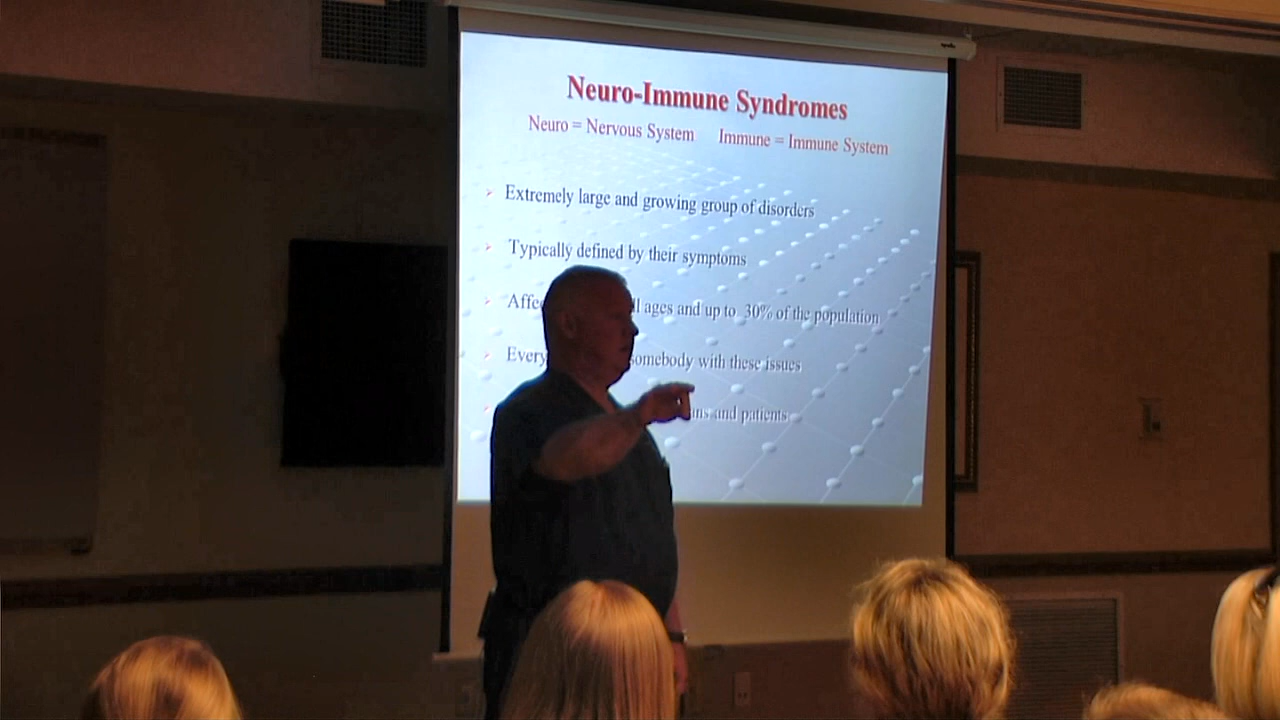 Neuro-Immune Syndromes
Neuro = Nervous System Immune = Immune System
Extremely large and growing group of disorders
Typically defined by their symptoms
ages and up to 30% of the population
somebody with these issues
and patients